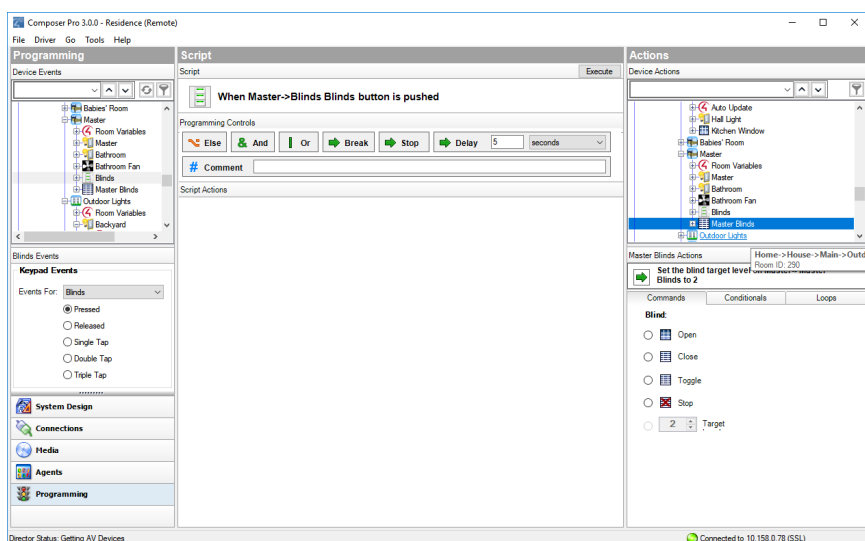 Composer Pro 3.0.0 - Residence (Remote)
File Driver Go Tools Help
Programming
Device Events
Babies' Room
Master
Room Variables
Master
Bathroom
Bathroom Fan
Blinds
Master Blinds
Outdoor Lights
Room Variables
Backyard
Blinds Events
Keypad Events
Events For: Blinds
Pressed
Released
Single Tap
Double Tap
Triple Tap
System Design
Connections
Media
Agents
Programming
Script
Script Execute
When Master->Blinds Blinds button is pushed
Programming Controls
Else And Or Break Stop Delay 5 seconds
# Comment
Script Actions
Actions
Device Actions
Auto Update
Hall Light
Kitchen Window
Babies' Room
Master
Room Variables
Master
Bathroom
Bathroom Fan
Blinds
Master Blinds
Outdoor Lights
Master Blinds Actions
Home->House->Main->Outd
Room ID: 290
Set the blind target level on Master->Master
Blinds to 2
Commands Conditionals Loops
Blind:
Open
Close
Toggle
Stop
2 Target
Director Status: Getting AV Devices
Connected to 10.158.0.78 (SSL)